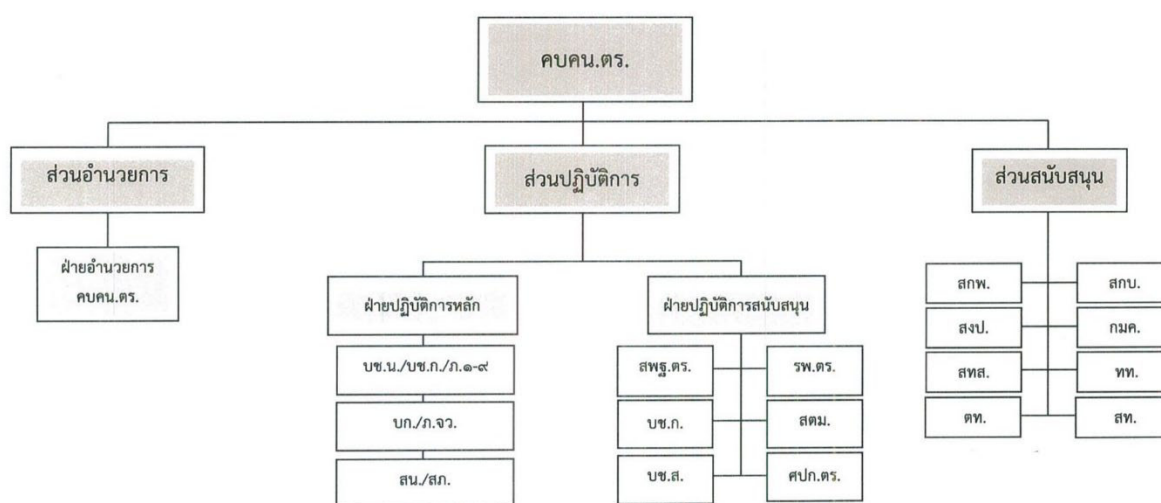 คบคน.ตร.
ส่วนอำนวยการ
ส่วนปฏิบัติการ
ส่วนสนับสนุน
ฝ่ายอำนวยการ
คบคน.ตร.
ฝ่ายปฏิบัติการหลัก
ฝ่ายปฏิบัติการสนับสนุน
บช.น./บช.ก./ภ.๑-๙
บก./ภ.จว.
สน./สภ.
สพฐ.ตร.
รพ.ตร.
บช.ก.
สตม.
บช.ส.
ศปก.ตร.
สกพ.
สกบ.
สงป.
กมค.
สทส.
ทท.
ตท.
สท.